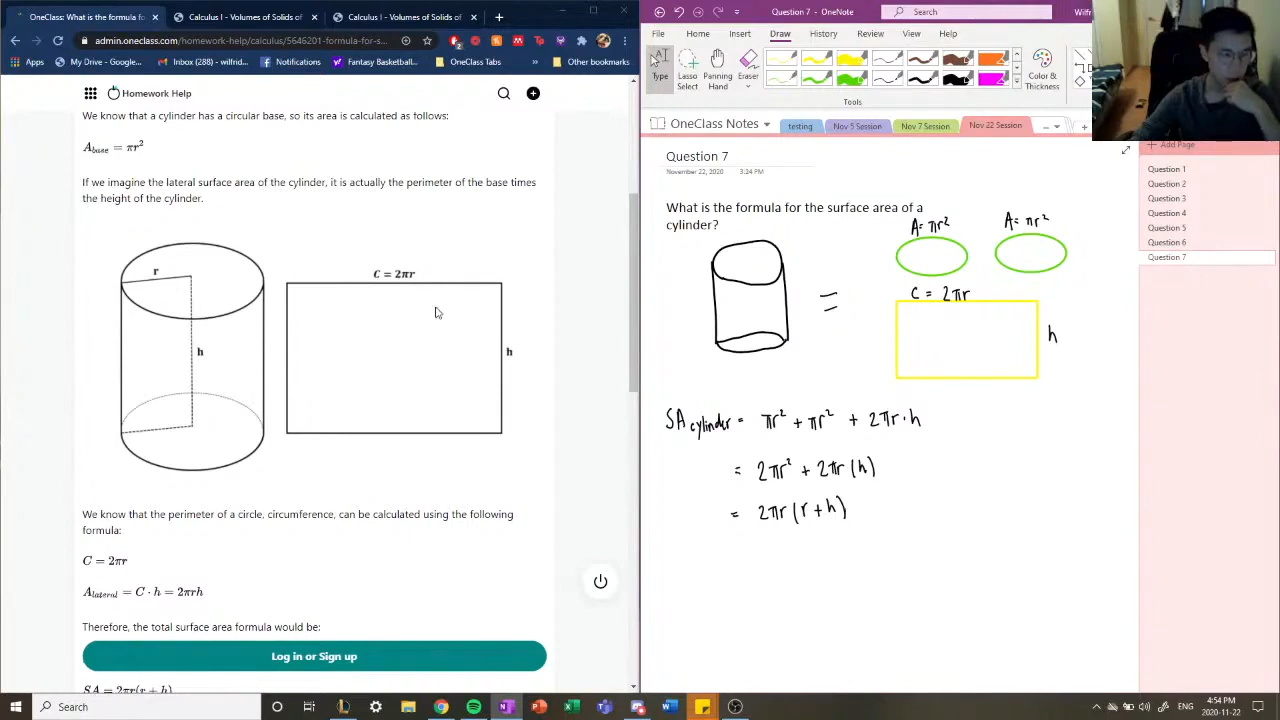 OneClass: What is the formula fo
Calculus - Volumes of Solids of
Calculus I - Volumes of Solids of
prizmin.oneclass.com/homework-help/calculus/5646201-formula-for-s...
Apps
My Drive - Google...
Inbox (288) - wilfrid...
Notifications
Fantasy Basketball...
OneClass Tabs
»
Other bookmarks
Homework Help
We know that a cylinder has a circular base, so its area is calculated as follows:
A_base = πr²
If we imagine the lateral surface area of the cylinder, it is actually the perimeter of the base times
the height of the cylinder.
r
h
C = 2πr
h
We know that the perimeter of a circle, circumference, can be calculated using the following
formula:
C = 2πr
A_lateral = C · h = 2πrh
Therefore, the total surface area formula would be:
Log in or Sign up
SA = 2πr(r + h)
Question 7 - OneNote
Search
Wilfr
File
Home
Insert
Draw
History
Review
View
Help
Type
Lasso
Select
Panning
Hand
Eraser
Color &
Thickness
Tools
OneClass Notes
testing
Nov 5 Session
Nov 7 Session
Nov 22 Session
Add Page
Question 1
Question 2
Question 3
Question 4
Question 5
Question 6
Question 7
Question 7
November 22, 2020 3:24 PM
What is the formula for the surface area of a
cylinder?
A = πr²
A = πr²
=
C = 2πr
h
SA cylinder = πr² + πr² + 2πr · h
= 2πr² + 2πr (h)
= 2πr (r + h)
Search
4:54 PM
2020-11-22